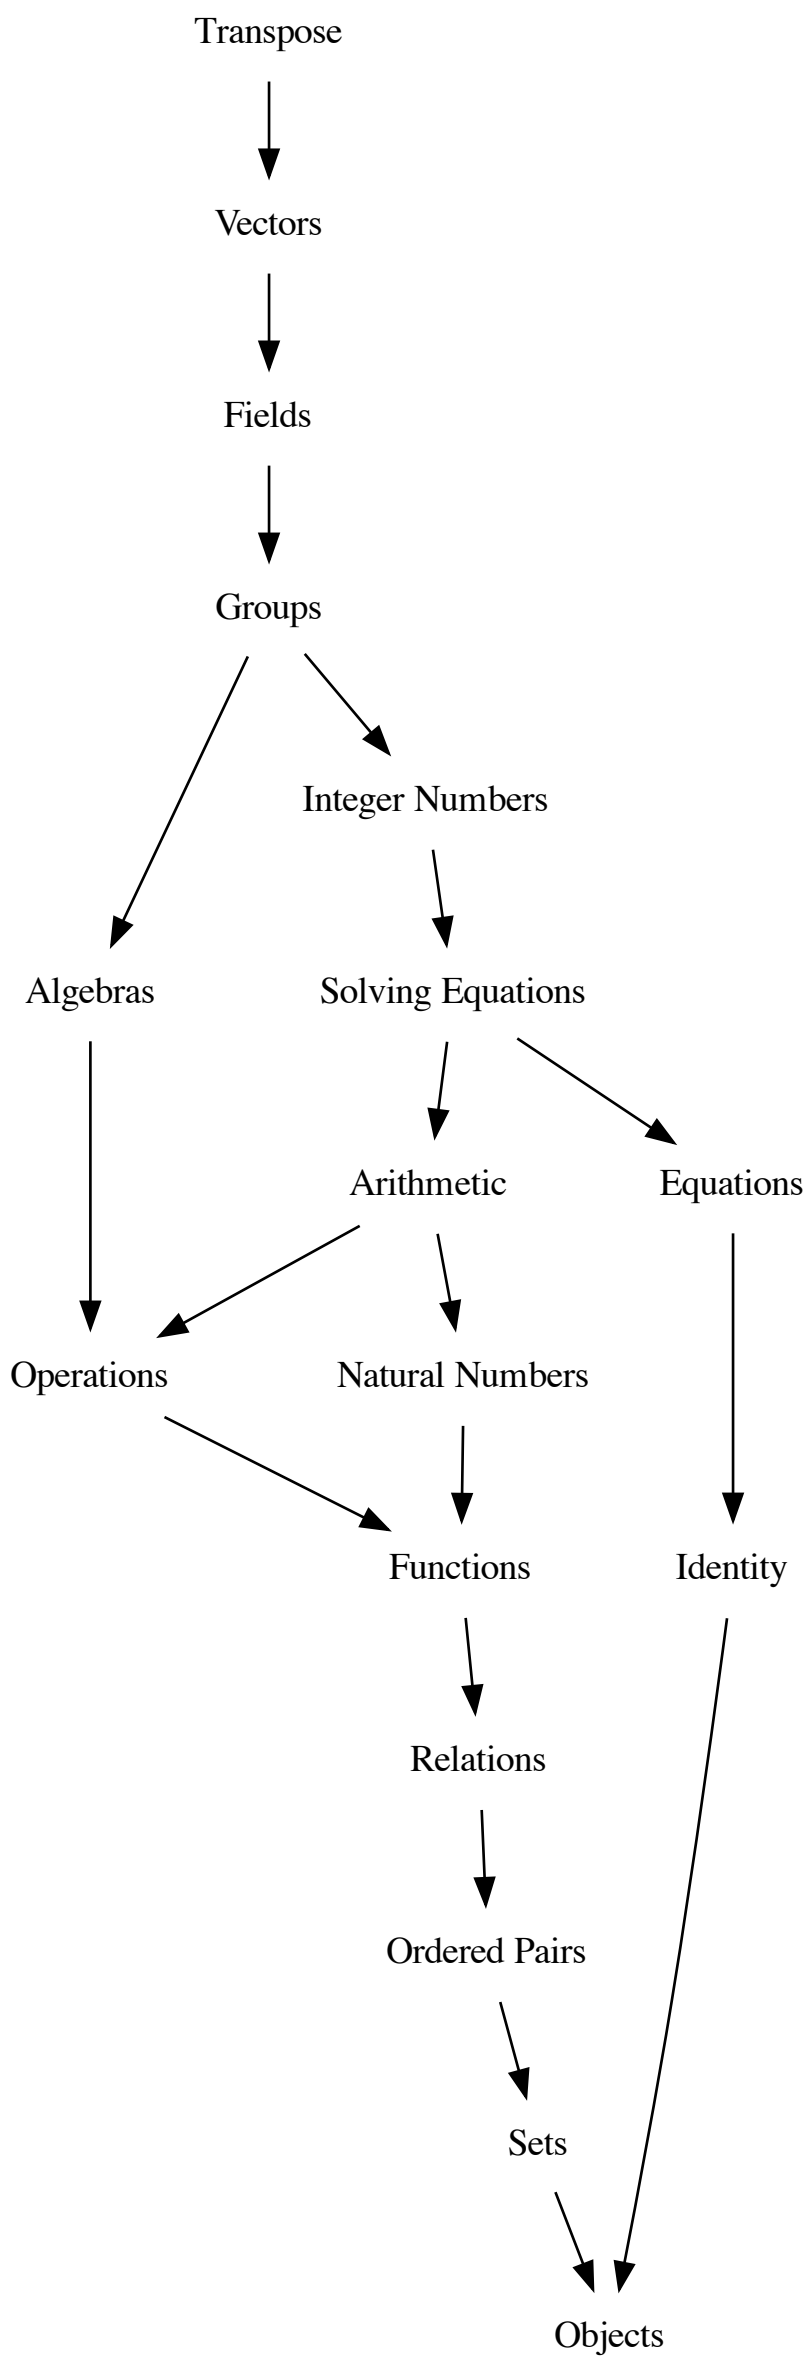 Transpose
Vectors
Fields
Groups
Integer Numbers
Algebras
Solving Equations
Arithmetic
Equations
Operations
Natural Numbers
Functions
Identity
Relations
Ordered Pairs
Sets
Objects